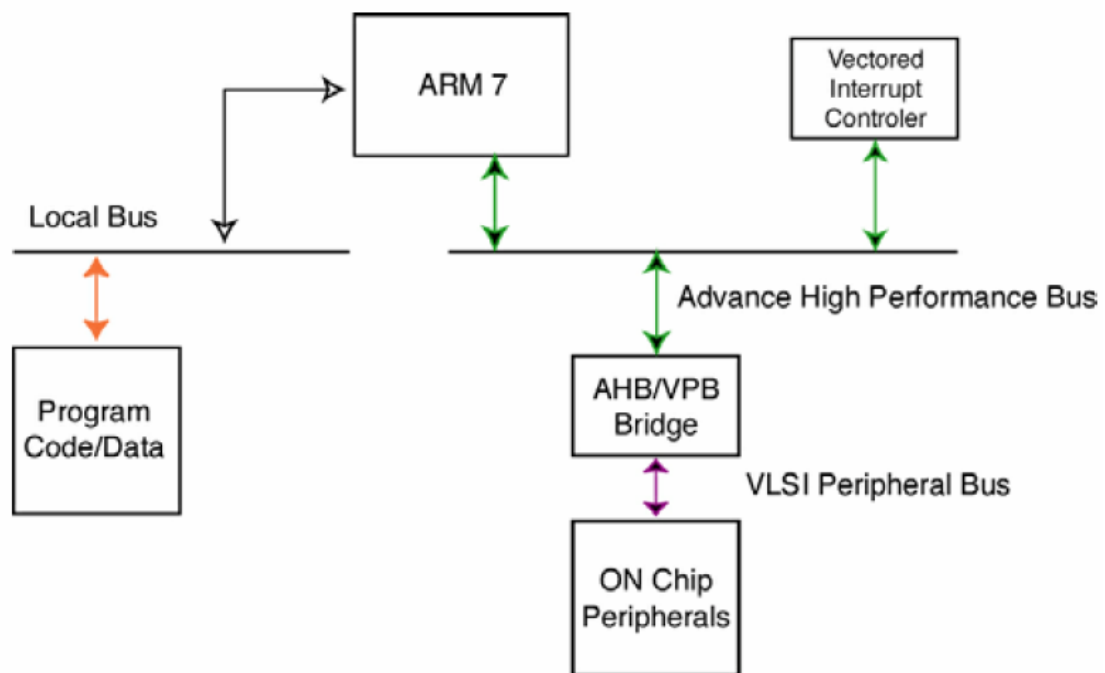 ARM 7
Vectored
Interrupt
Controler
Local Bus
Advance High Performance Bus
Program
Code/Data
AHB/VPB
Bridge
VLSI Peripheral Bus
ON Chip
Peripherals